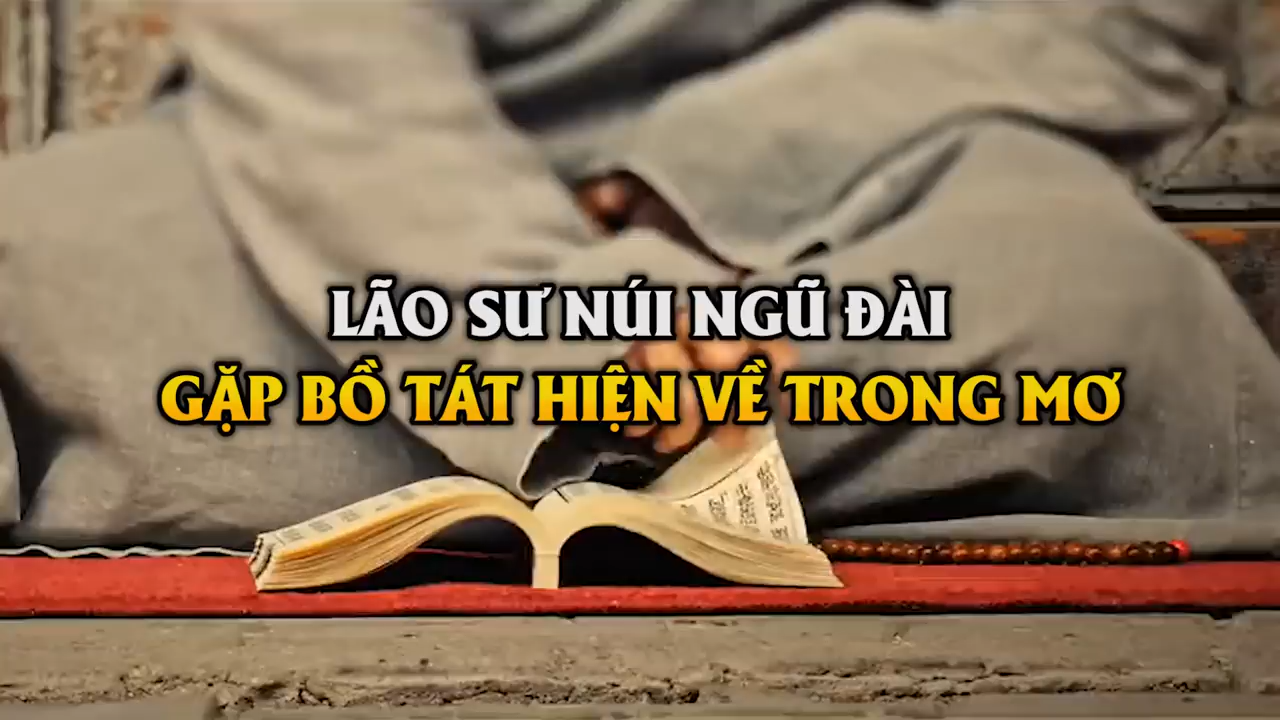 LÃO SƯ NÚI NGŨ ĐÀI
GẶP BỒ TÁT HIỆN VỀ TRONG MƠ